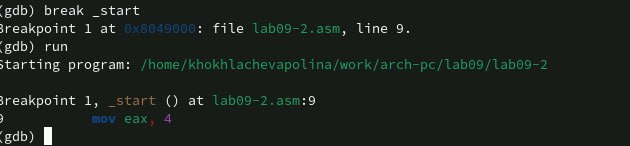 (gdb) break _start
Breakpoint 1 at 0x8049000: file lab09-2.asm, line 9.
(gdb) run
Starting program: /home/khokhlachevapolina/work/arch-pc/lab09/lab09-2
Breakpoint 1, _start () at lab09-2.asm:9
9 mov eax, 4
(gdb)